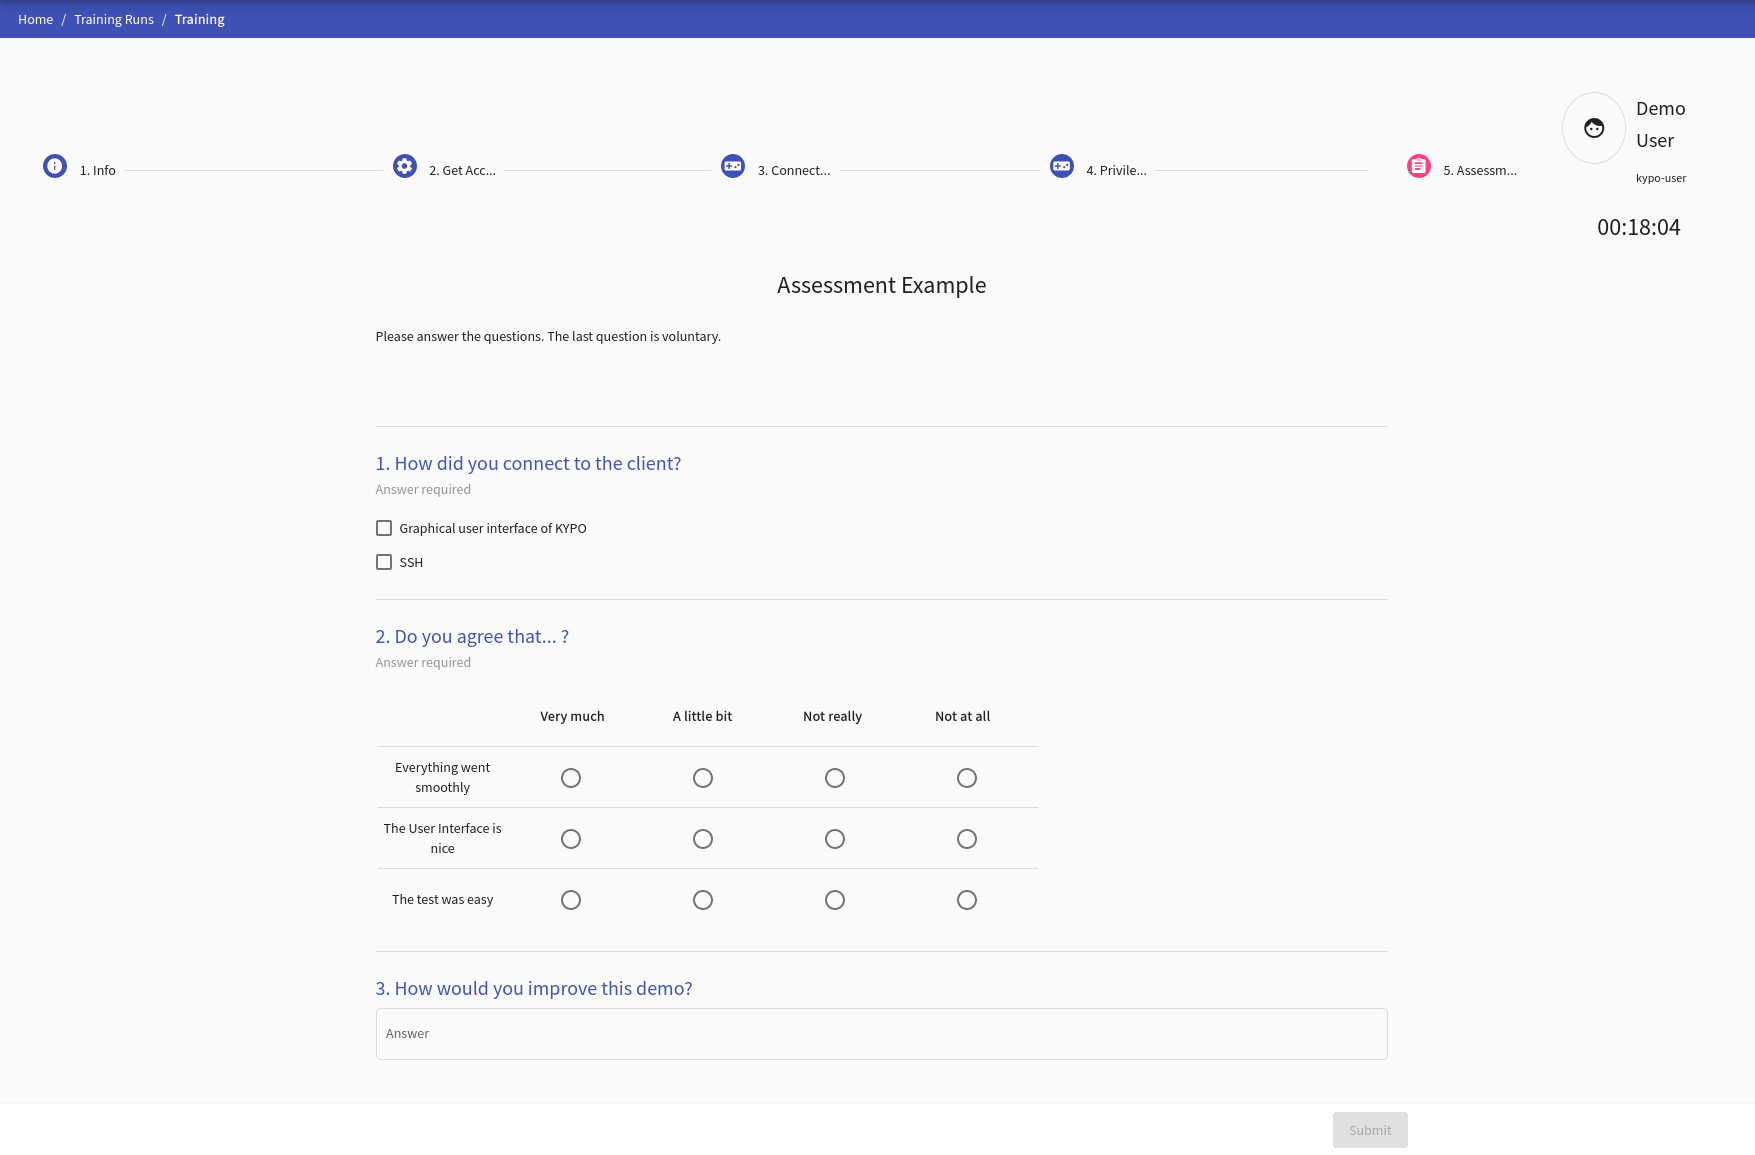 Home / Training Runs / Training
Demo
User
kypo-user
1. Info
2. Get Acc...
3. Connect...
4. Privile...
5. Assessm...
00:18:04
Assessment Example
Please answer the questions. The last question is voluntary.
1. How did you connect to the client?
Answer required
Graphical user interface of KYPO
SSH
2. Do you agree that... ?
Answer required
Very much A little bit Not really Not at all
Everything went
smoothly
The User Interface is
nice
The test was easy
3. How would you improve this demo?
Answer
Submit